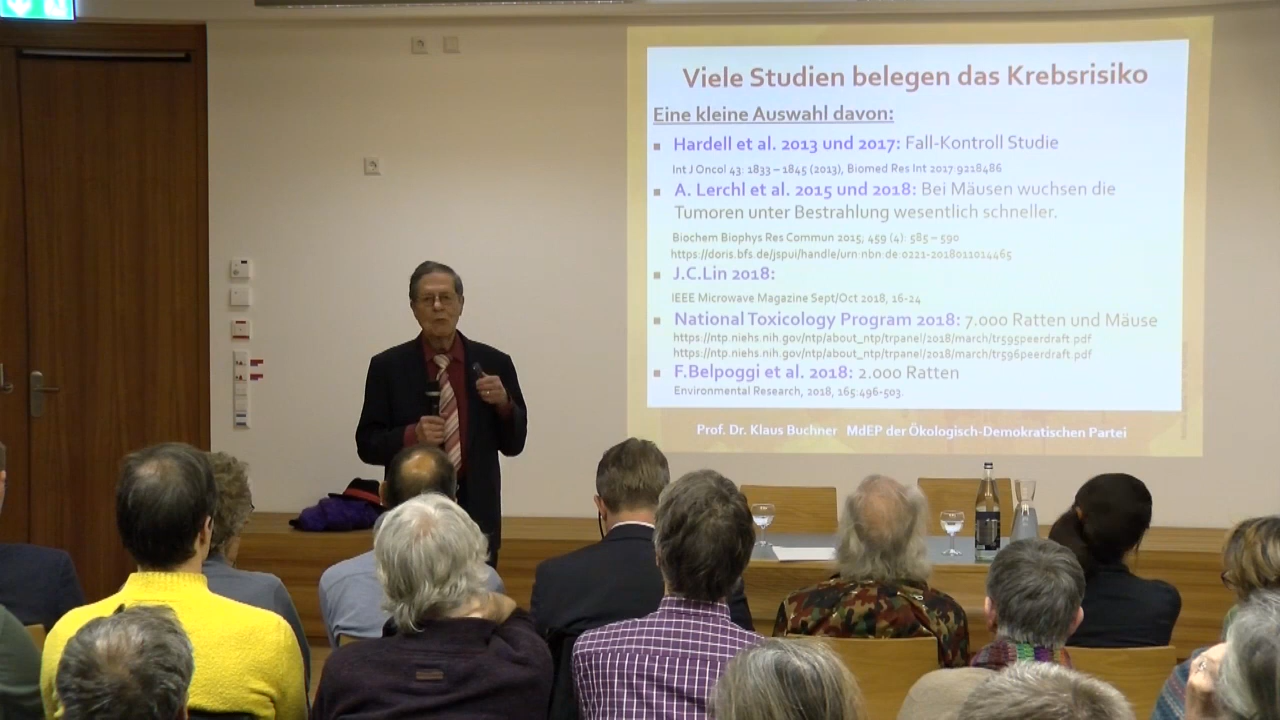 Viele Studien belegen das Krebsrisiko
Eine kleine Auswahl davon:
Hardell et al. 2013 und 2017: Fall-Kontroll Studie
Int J Oncol 43: 1833 – 1845 (2013), Biomed Res Int 2017:9218486
A. Lerchl et al. 2015 und 2018: Bei Mäusen wuchsen die
Tumoren unter Bestrahlung wesentlich schneller.
Biochem Biophys Res Commun 2015; 459 (4): 585 – 590
https://doris.bfs.de/jspui/handle/urn:nbn:de:0221-2018011014465
J.C.Lin 2018:
IEEE Microwave Magazine Sept/Oct 2018, 16-24
National Toxicology Program 2018: 7.000 Ratten und Mäuse
https://ntp.niehs.nih.gov/ntp/about_ntp/trpanel/2018/march/tr595peerdraft.pdf
https://ntp.niehs.nih.gov/ntp/about_ntp/trpanel/2018/march/tr596peerdraft.pdf
F.Belpoggi et al. 2018: 2.000 Ratten
Environmental Research, 2018, 165:496-503.
Prof. Dr. Klaus Buchner MdEP der Ökologisch-Demokratischen Partei